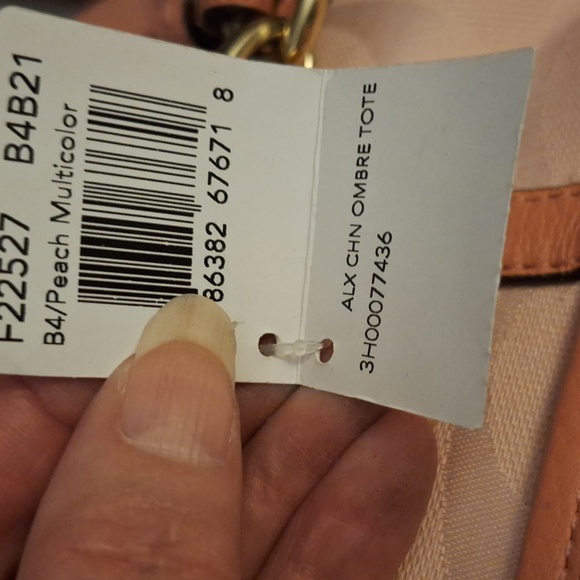 F22527 B4B21
B4/Peach Multicolor
86382 67671 8
ALX CHN OMBRE TOTE
3H00077436